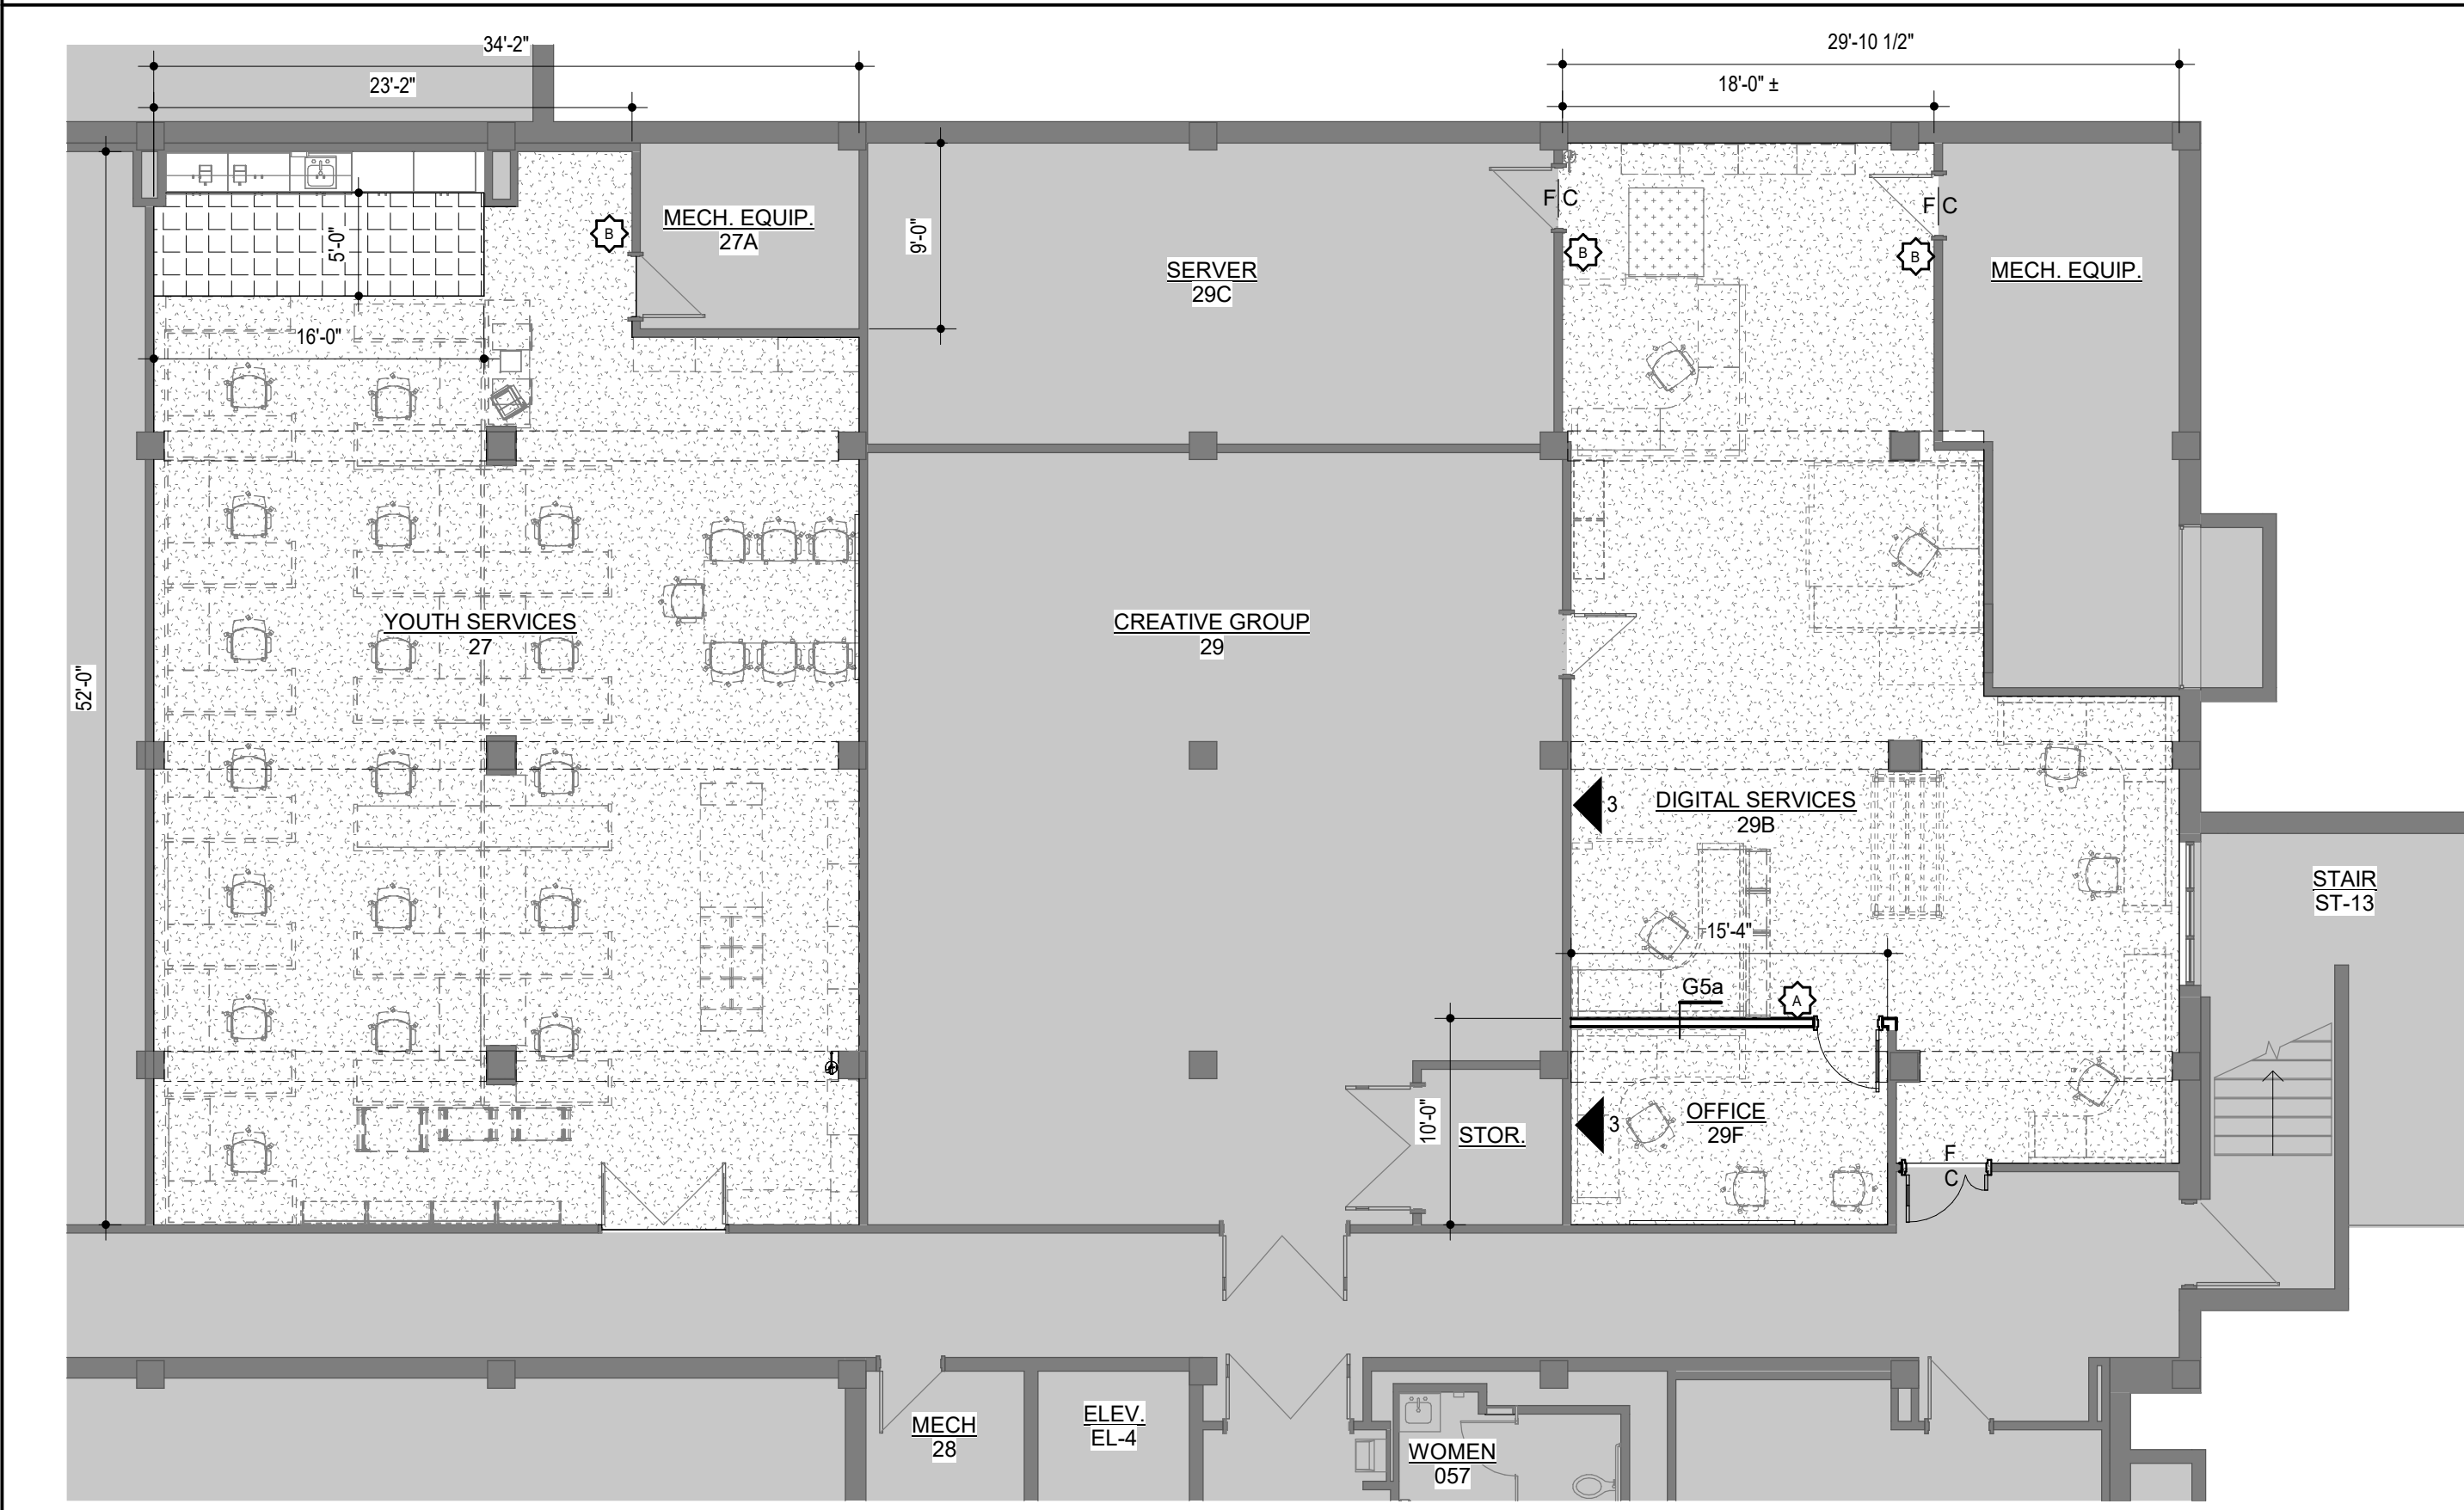 34'-2"
29'-10 1/2"
23'-2"
18'-0" ±
MECH. EQUIP.
27A
B
5'-0"
9'-0"
SERVER
29C
F C
B
F C
B
MECH. EQUIP.
16'-0"
YOUTH SERVICES
27
CREATIVE GROUP
29
52'-0"
3
DIGITAL SERVICES
29B
STAIR
ST-13
15'-4"
G5a
A
10'-0"
STOR.
3
OFFICE
29F
F
C
MECH
28
ELEV.
EL-4
WOMEN
057